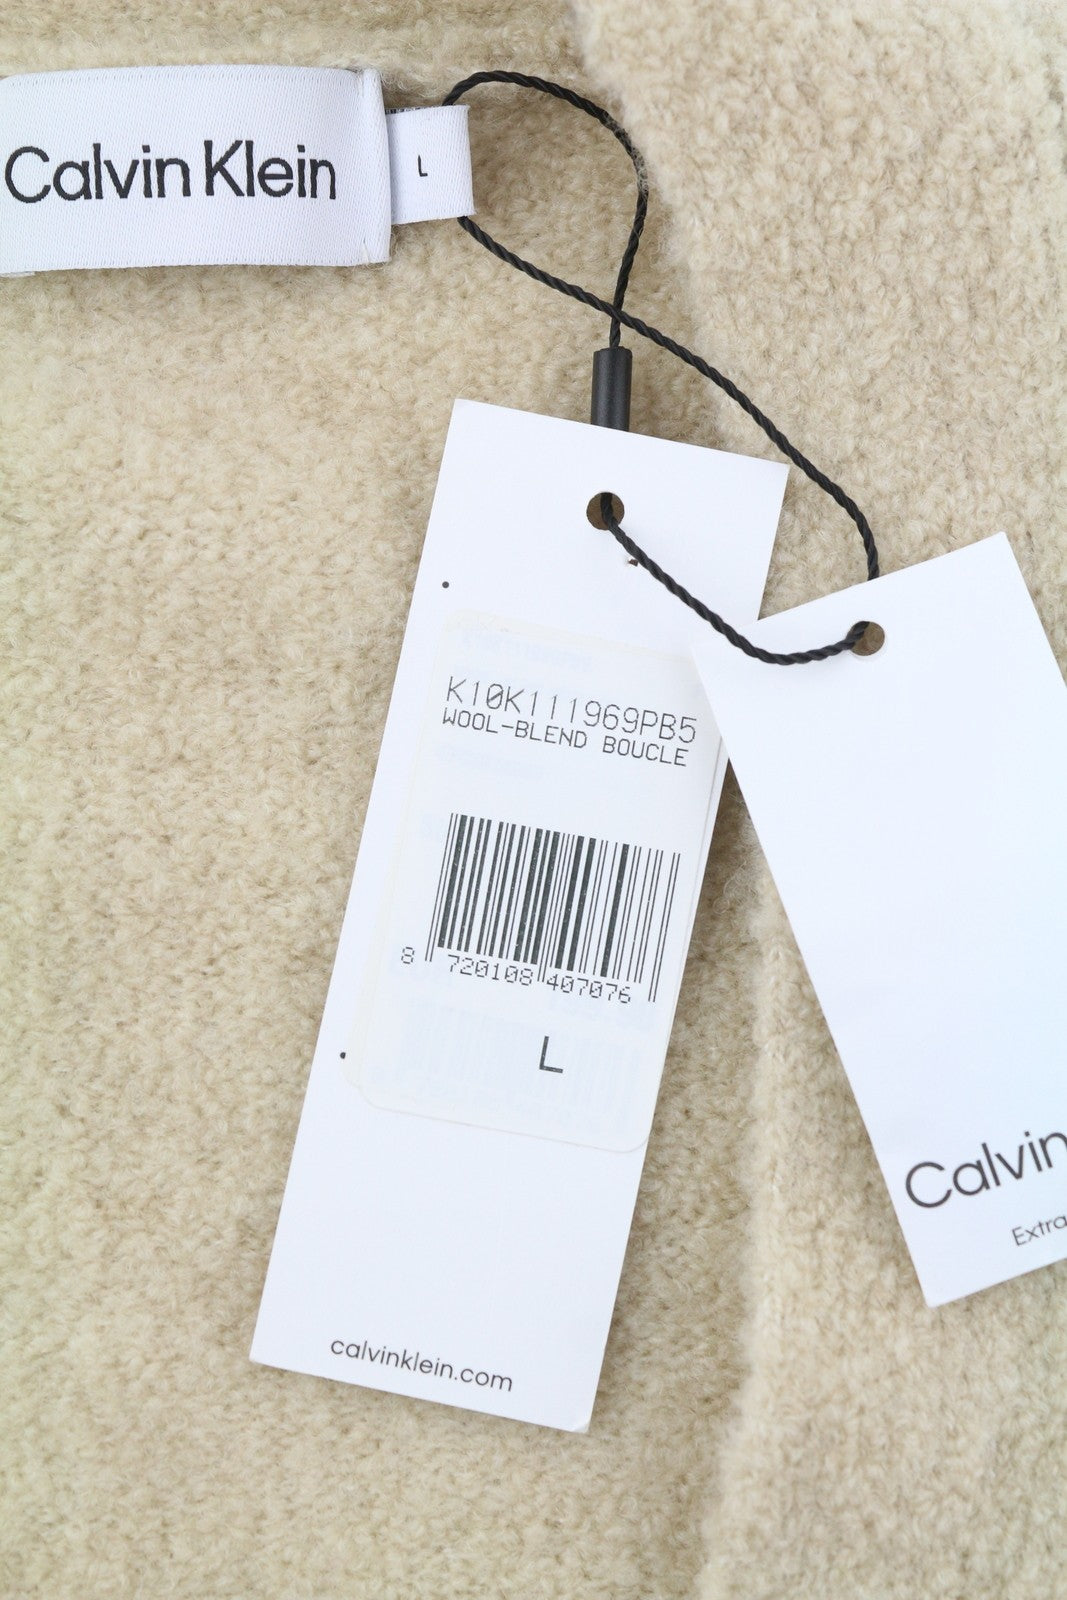 Calvin Klein
L
K10K111969PB5
WOOL-BLEND BOUCLE
8 720108 407076
L
calvinklein.com
Calvin
Extra